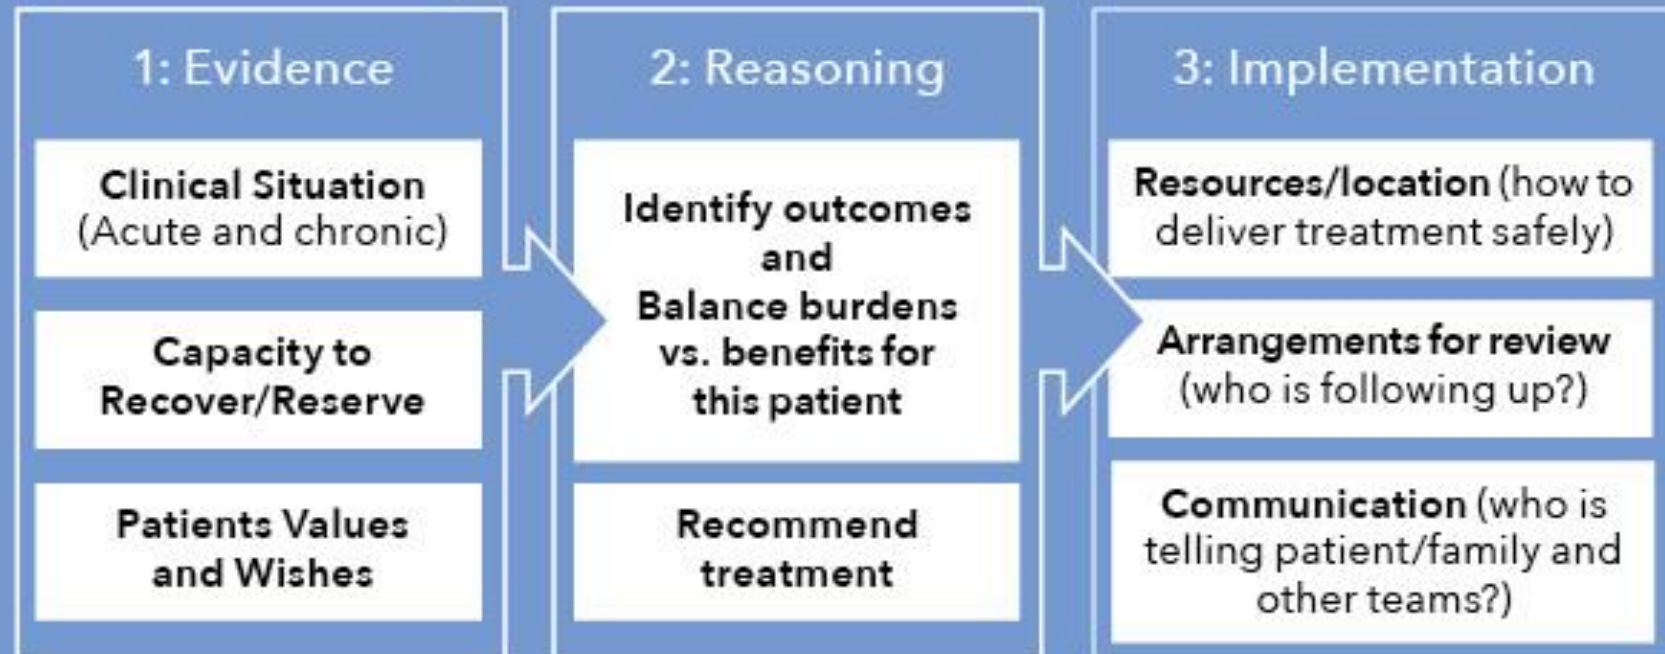 1: Evidence
Clinical Situation
(Acute and chronic)
Capacity to
Recover/Reserve
Patients Values
and Wishes
2: Reasoning
Identify outcomes
and
Balance burdens
vs. benefits for
this patient
Recommend
treatment
3: Implementation
Resources/location (how to
deliver treatment safely)
Arrangements for review
(who is following up?)
Communication (who is
telling patient/family and
other teams?)